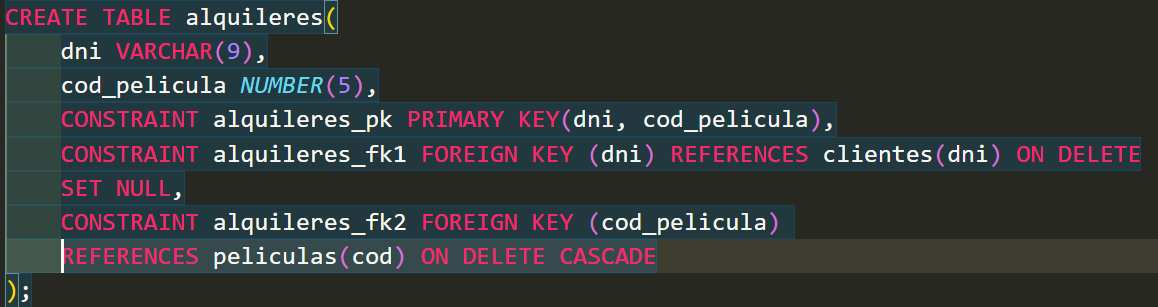 CREATE TABLE alquileres(
dni VARCHAR(9),
cod_pelicula NUMBER(5),
CONSTRAINT alquileres_pk PRIMARY KEY(dni, cod_pelicula),
CONSTRAINT alquileres_fk1 FOREIGN KEY (dni) REFERENCES clientes(dni) ON DELETE
SET NULL,
CONSTRAINT alquileres_fk2 FOREIGN KEY (cod_pelicula)
REFERENCES peliculas(cod) ON DELETE CASCADE
);